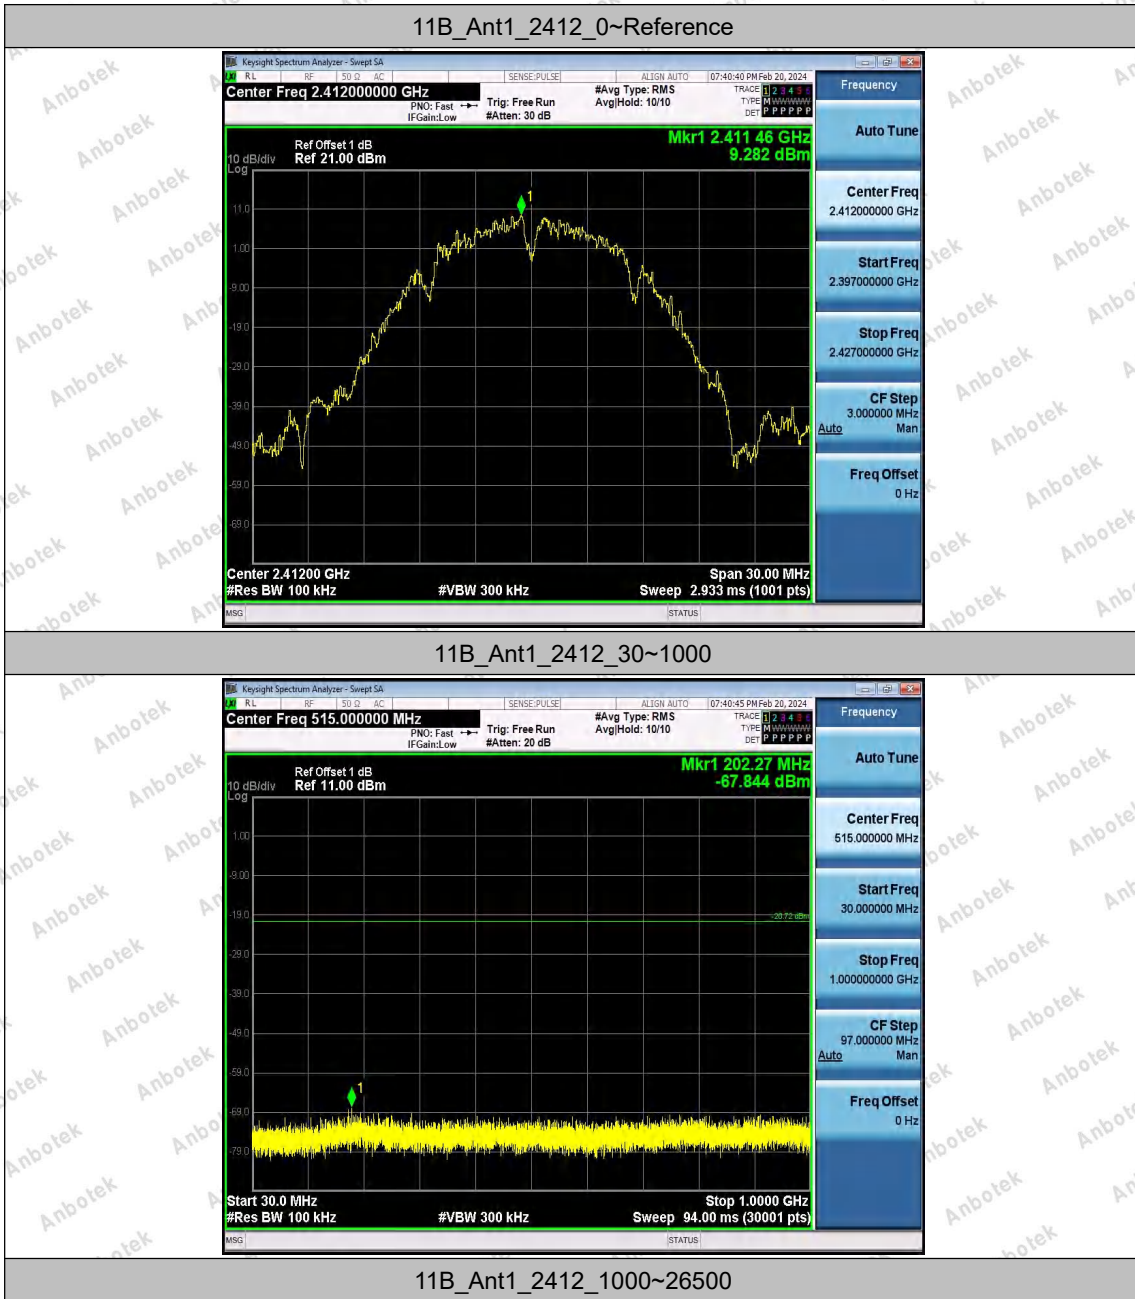 11B_Ant1_2412_0~Reference
Keysight Spectrum Analyzer - Swept SA
LXI RL RF 50 Ω AC SENSE:PULSE ALIGN AUTO 07:40:40 PM Feb 20, 2024
Center Freq 2.412000000 GHz
PNO: Fast
IFGain:Low
Trig: Free Run
#Atten: 30 dB
#Avg Type: RMS
Avg|Hold: 10/10
TRACE 1 2 3 4 5 6
TYPE M W W W W W
DET P P P P P P
Mkr1 2.411 46 GHz
9.282 dBm
Ref Offset 1 dB
10 dB/div Ref 21.00 dBm
Log
1
11.0
1.00
-9.00
-19.0
-29.0
-39.0
-49.0
-59.0
-69.0
Center 2.41200 GHz Span 30.00 MHz
#Res BW 100 kHz #VBW 300 kHz Sweep 2.933 ms (1001 pts)
MSG STATUS
Frequency
Auto Tune
Center Freq
2.412000000 GHz
Start Freq
2.397000000 GHz
Stop Freq
2.427000000 GHz
CF Step
3.000000 MHz
Auto Man
Freq Offset
0 Hz
11B_Ant1_2412_30~1000
Keysight Spectrum Analyzer - Swept SA
LXI RL RF 50 Ω AC SENSE:PULSE ALIGN AUTO 07:40:45 PM Feb 20, 2024
Center Freq 515.000000 MHz
PNO: Fast
IFGain:Low
Trig: Free Run
#Atten: 20 dB
#Avg Type: RMS
Avg|Hold: 10/10
TRACE 1 2 3 4 5 6
TYPE M W W W W W
DET P P P P P P
Mkr1 202.27 MHz
-67.844 dBm
Ref Offset 1 dB
10 dB/div Ref 11.00 dBm
Log
1.00
-9.00
-19.0
-20.72 dBm
-29.0
-39.0
-49.0
-59.0
1
-69.0
-79.0
Start 30.0 MHz Stop 1.0000 GHz
#Res BW 100 kHz #VBW 300 kHz Sweep 94.00 ms (30001 pts)
MSG STATUS
Frequency
Auto Tune
Center Freq
515.000000 MHz
Start Freq
30.000000 MHz
Stop Freq
1.000000000 GHz
CF Step
97.000000 MHz
Auto Man
Freq Offset
0 Hz
11B_Ant1_2412_1000~26500
Anbotek